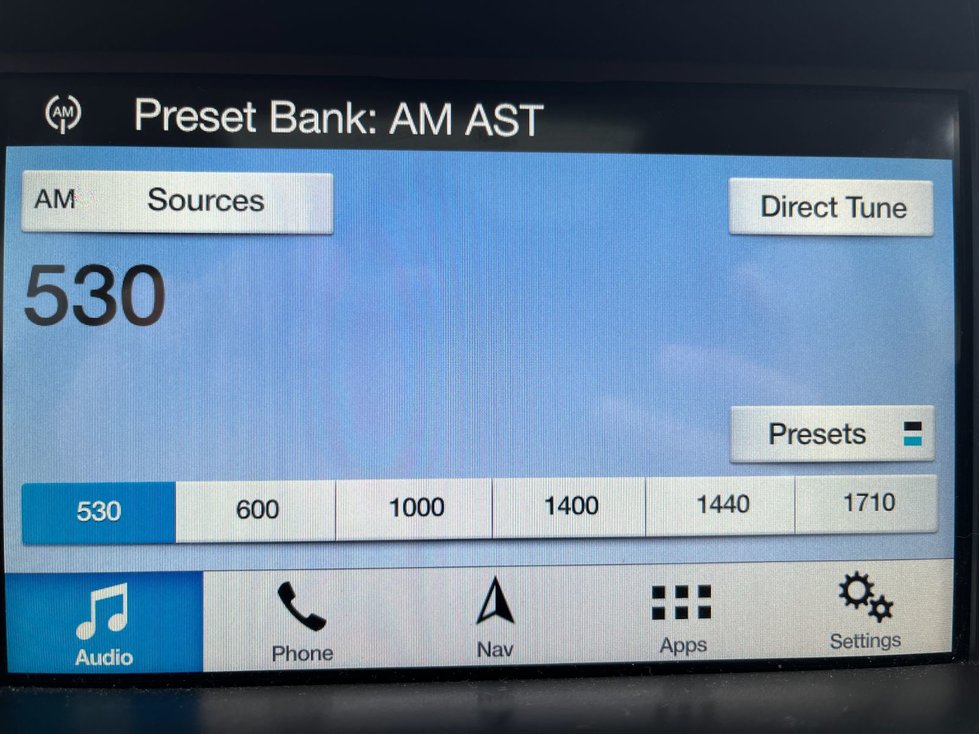 AM Preset Bank: AM AST
AM Sources Direct Tune
530
Presets
530 600 1000 1400 1440 1710
Audio Phone Nav Apps Settings